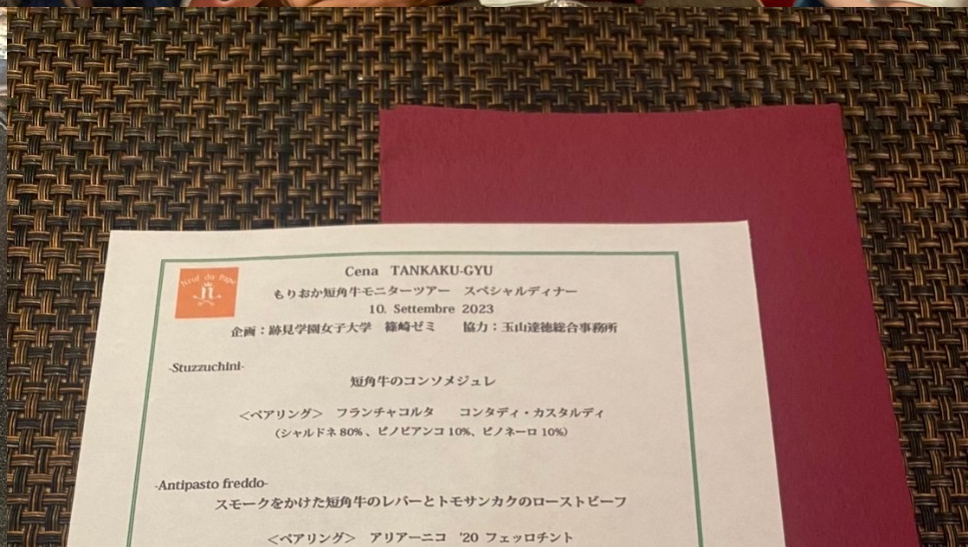 Neuf du Pape
n
Cena TANKAKU-GYU
もりおか短角牛モニターツアー スペシャルディナー
10. Settembre 2023
企画：跡見学園女子大学 篠崎ゼミ 協力：玉山達徳総合事務所
-Stuzzuchini-
短角牛のコンソメジュレ
＜ペアリング＞ フランチャコルタ コンタディ・カスタルディ
（シャルドネ 80%、ピノビアンコ 10%、ピノネーロ 10%）
-Antipasto freddo-
スモークをかけた短角牛のレバーとトモサンカクのローストビーフ
＜ペアリング＞ アリアーニコ '20 フェッロチント